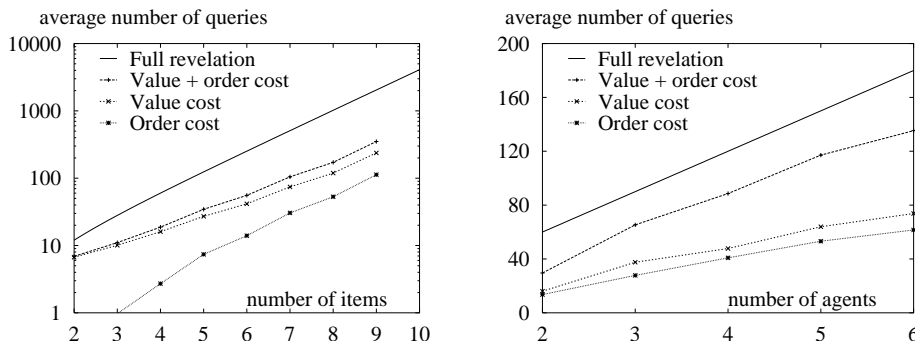 average number of queries
10000
1000
100
10
1
Full revelation
Value + order cost
Value cost
Order cost
number of items
2 3 4 5 6 7 8 9 10
average number of queries
200
160
120
80
40
0
Full revelation
Value + order cost
Value cost
Order cost
number of agents
2 3 4 5 6